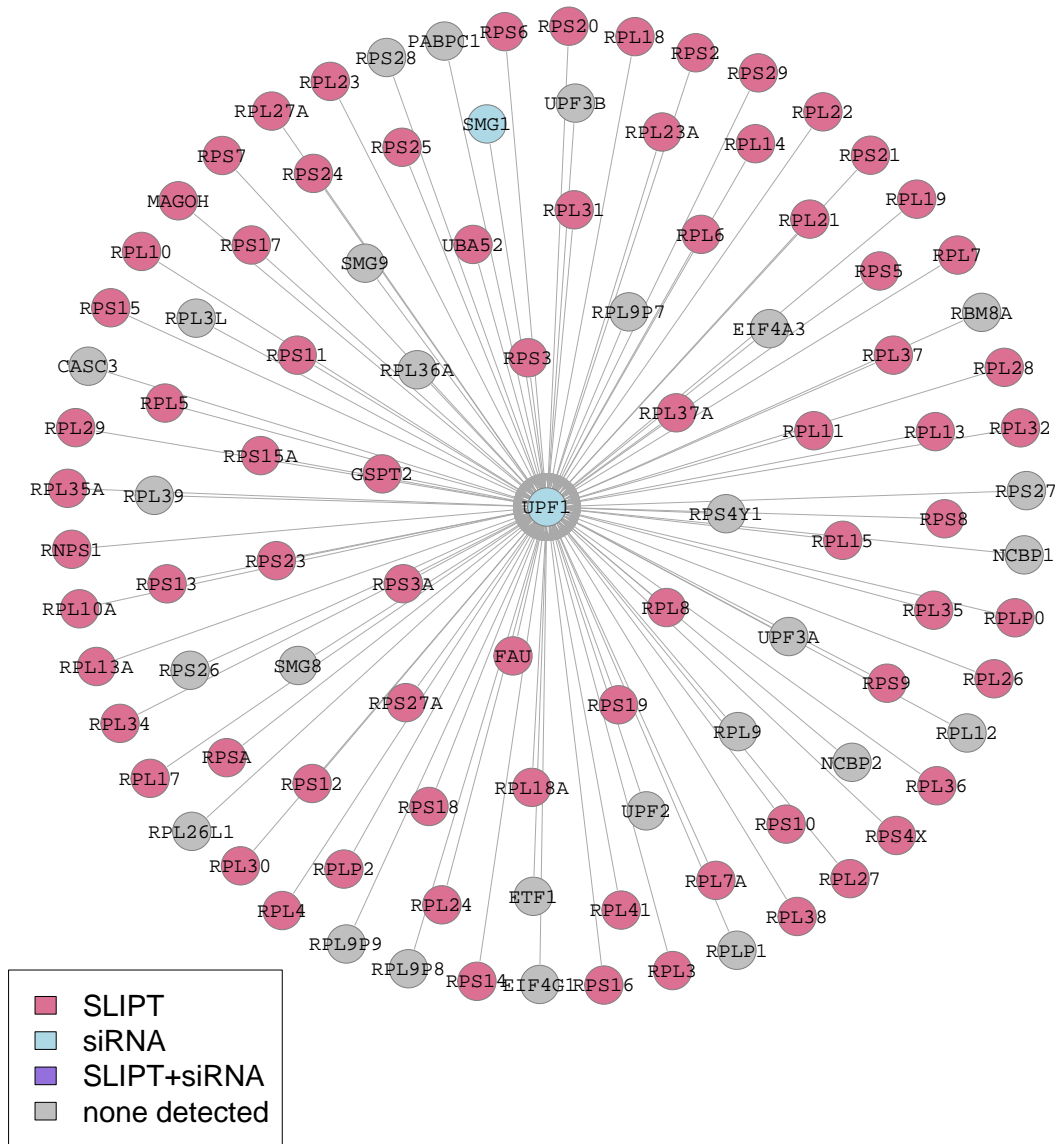 RPS20
RPS6
RPL18
PABPC1
RPS2
RPS28
RPS29
RPL23
UPF3B
RPL27A
RPL22
SMG1
RPL23A
RPL14
RPS25
RPS21
RPS7
RPS24
MAGOH
RPL19
RPL31
RPL21
RPL6
RPS17
UBA52
RPL10
RPL7
SMG9
RPS5
RPS15
RPL9P7
RBM8A
RPL3L
EIF4A3
RPS11
RPL37
RPS3
CASC3
RPL36A
RPL28
RPL5
RPL37A
RPL29
RPL11
RPL13
RPL32
RPS15A
GSPT2
RPL35A
RPL39
RPS27
UPF1
RPS4Y1
RPS8
RPL15
RNPS1
NCBP1
RPS23
RPS13
RPS3A
RPL10A
RPL8
RPL35
RPLP0
UPF3A
FAU
RPL13A
SMG8
RPS26
RPL26
RPS9
RPS27A
RPS19
RPL34
RPL9
RPL12
RPSA
NCBP2
RPL17
RPS12
RPL18A
RPL36
RPS18
UPF2
RPS10
RPL26L1
RPS4X
RPL30
RPLP2
RPL27
RPL7A
ETF1
RPL24
RPL4
RPL41
RPL38
RPL9P9
RPLP1
RPL9P8
RPL3
RPS14
EIF4G1
RPS16
SLIPT
siRNA
SLIPT+siRNA
none detected